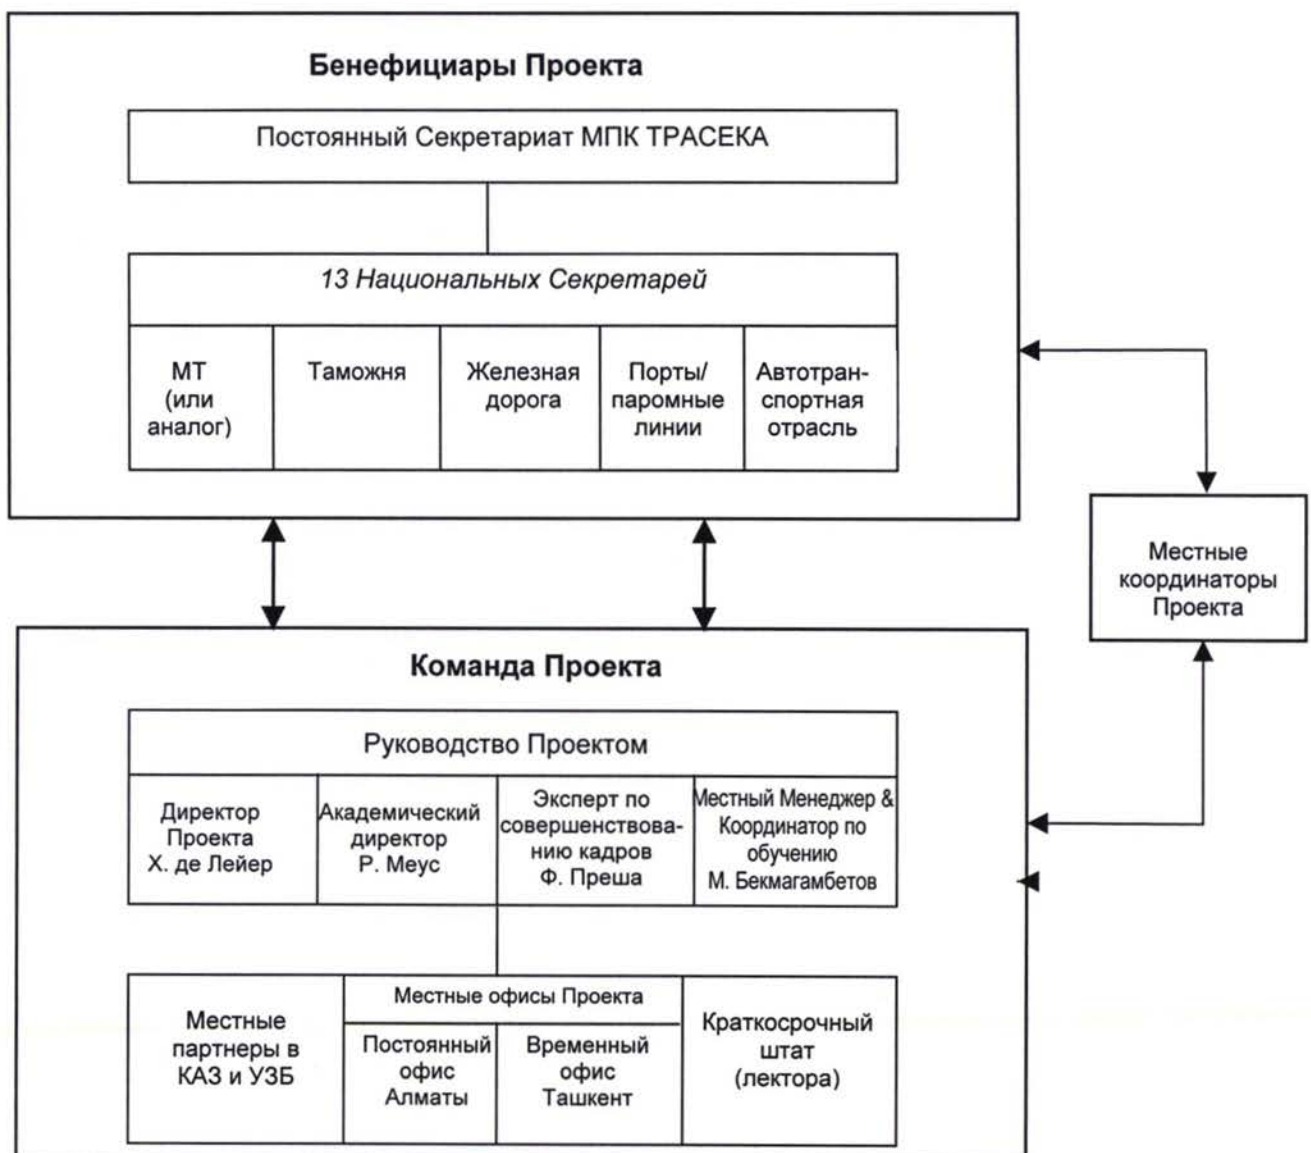 Бенефициары Проекта
Постоянный Секретариат МПК ТРАСЕКА
13 Национальных Секретарей
МТ
(или
аналог)
Таможня
Железная
дорога
Порты/
паромные
линии
Автотран-
спортная
отрасль
Местные
координаторы
Проекта
Команда Проекта
Руководство Проектом
Директор
Проекта
Х. де Лейер
Академический
директор
Р. Меус
Эксперт по
совершенствова-
нию кадров
Ф. Преша
Местный Менеджер &
Координатор по
обучению
М. Бекмагамбетов
Местные
партнеры в
КАЗ и УЗБ
Местные офисы Проекта
Постоянный
офис
Алматы
Временный
офис
Ташкент
Краткосрочный
штат
(лектора)